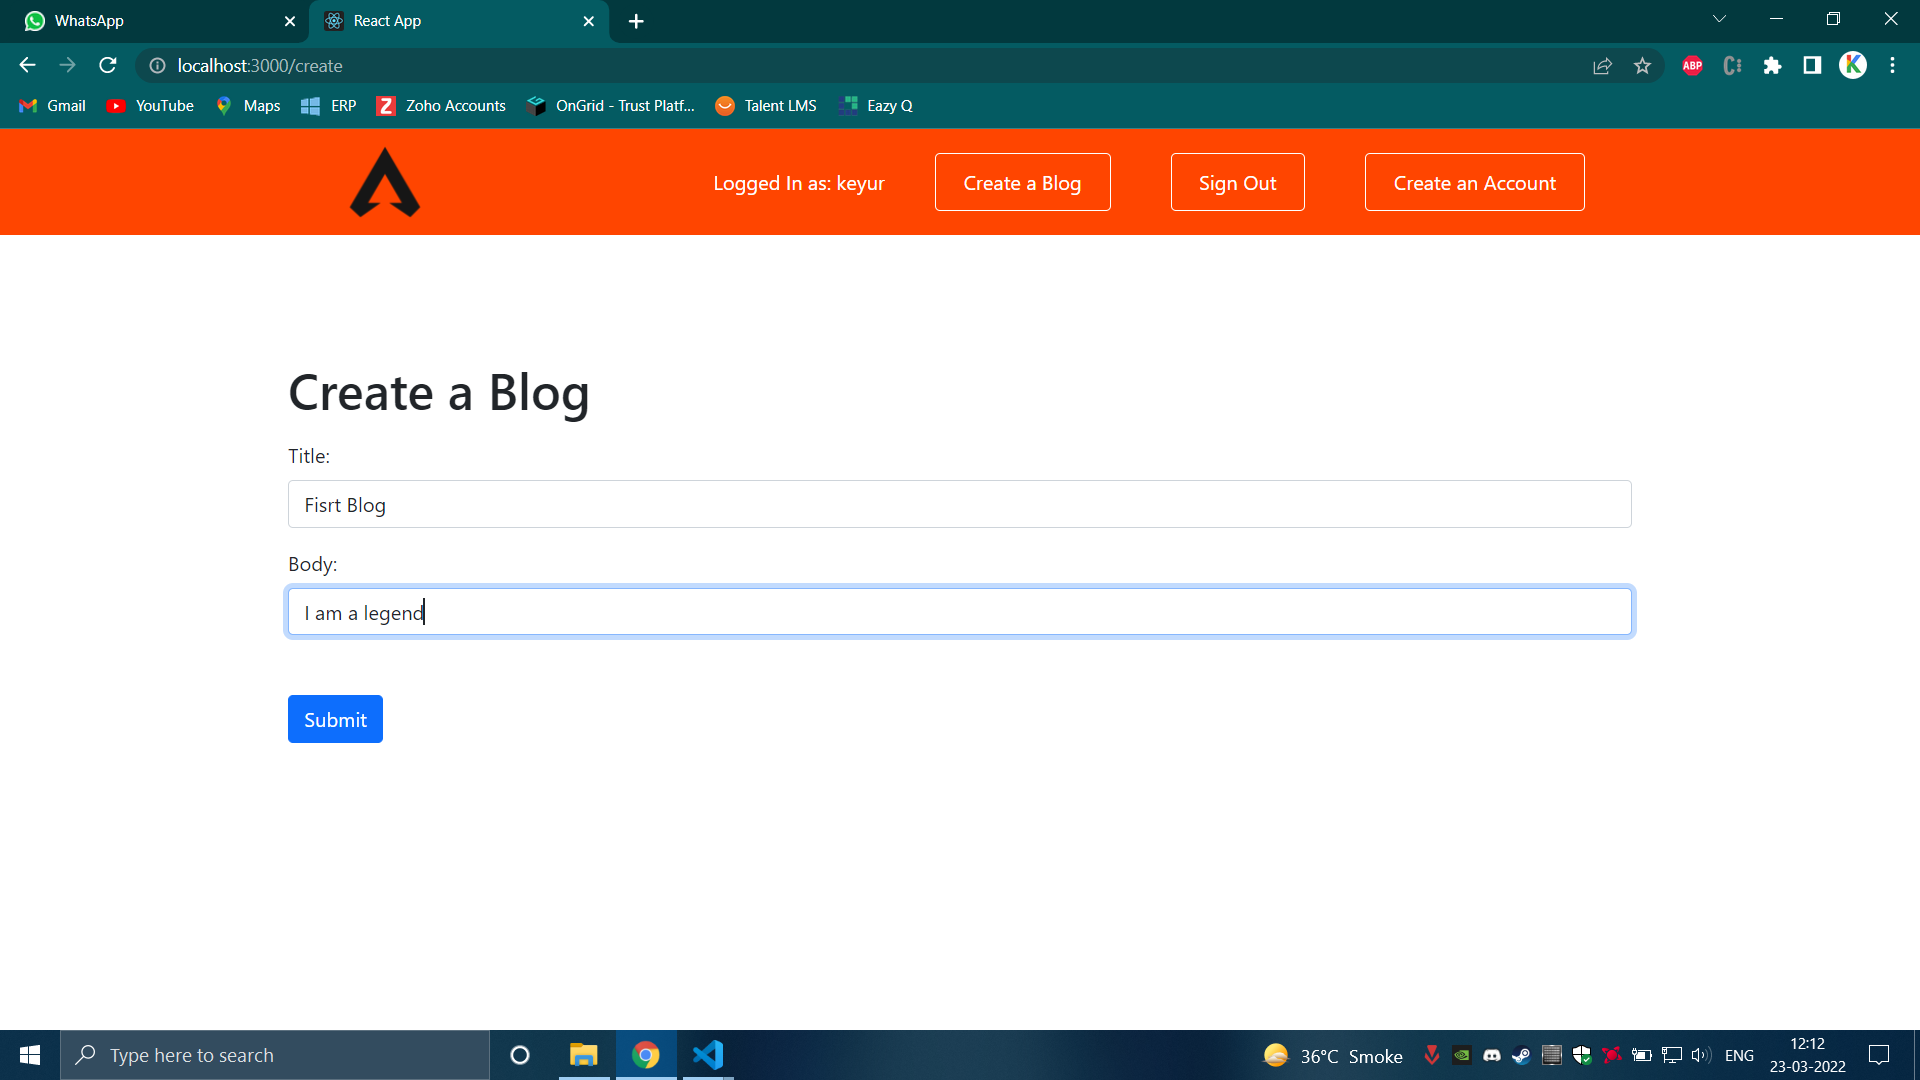 WhatsApp
React App
localhost:3000/create
ABP
K
Gmail
YouTube
Maps
ERP
Zoho Accounts
OnGrid - Trust Platf...
Talent LMS
Eazy Q
Logged In as: keyur
Create a Blog
Sign Out
Create an Account
Create a Blog
Title:
Fisrt Blog
Body:
I am a legend
Submit
Type here to search
36°C Smoke
ENG
12:12
23-03-2022